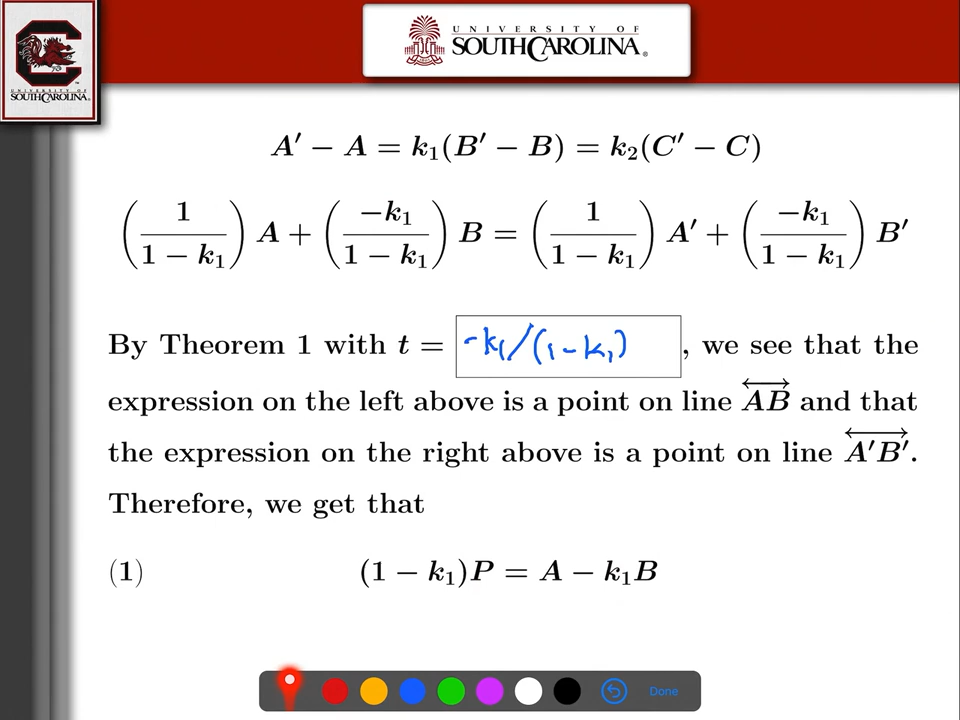 UNIVERSITY OF
SOUTH CAROLINA®
UNIVERSITY OF
SOUTH CAROLINA®
A′ − A = k₁(B′ − B) = k₂(C′ − C)
(1/(1 − k₁)) A + (−k₁/(1 − k₁)) B = (1/(1 − k₁)) A′ + (−k₁/(1 − k₁)) B′
By Theorem 1 with t = -k₁/(1-k₁) , we see that the
expression on the left above is a point on line \overleftrightarrow{AB} and that
the expression on the right above is a point on line \overleftrightarrow{A′B′}.
Therefore, we get that
(1) (1 − k₁)P = A − k₁B
Done